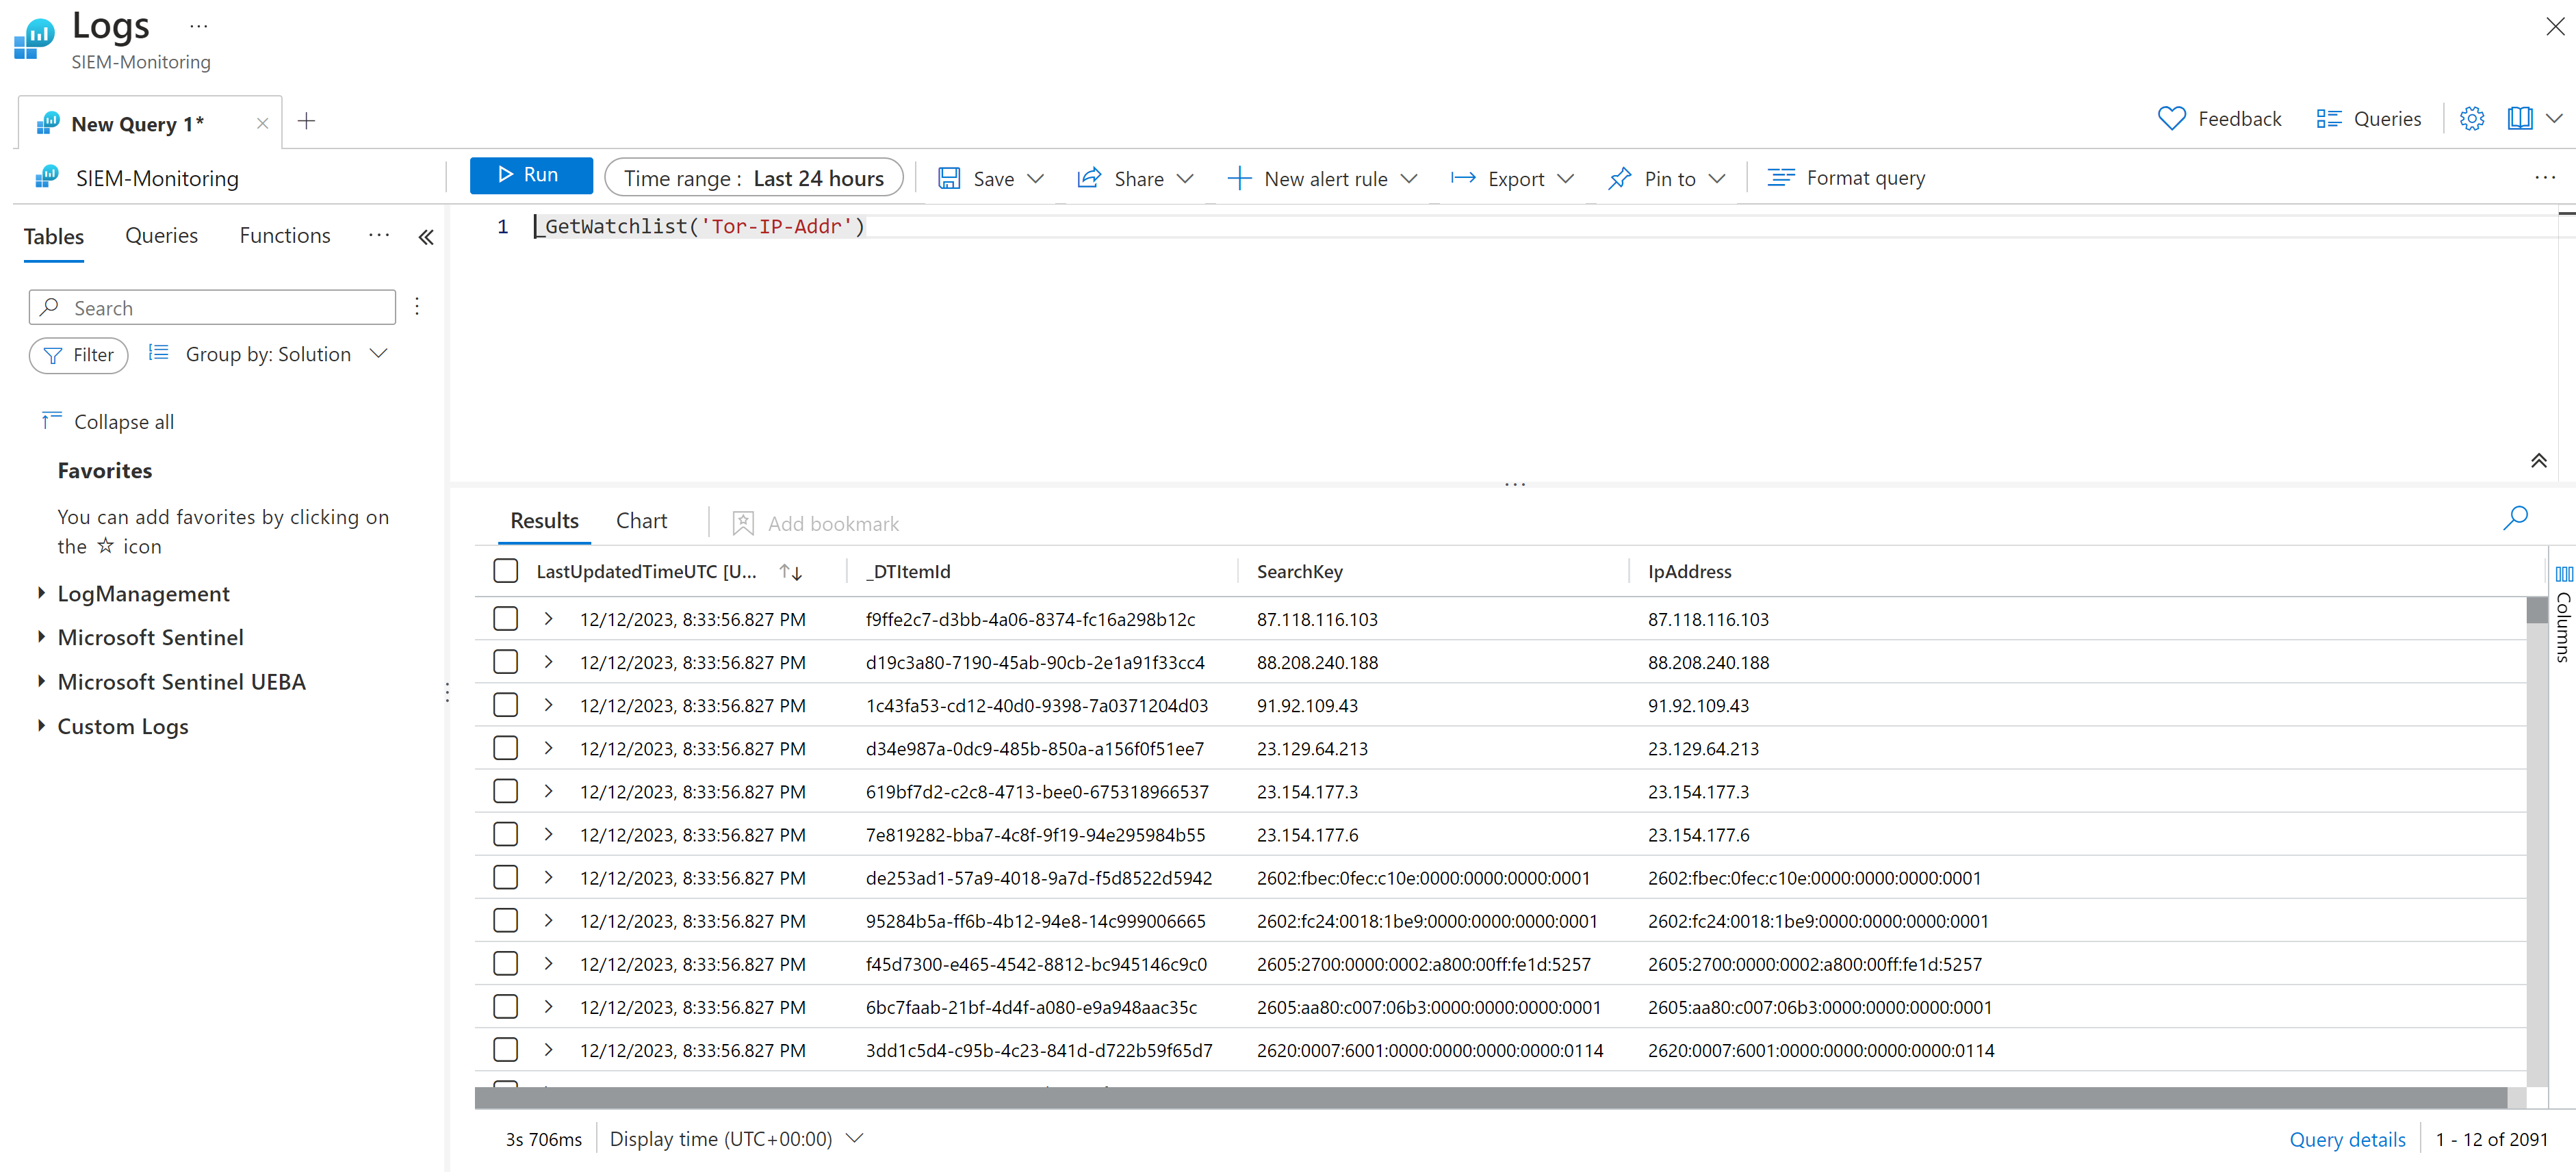 Logs ...
SIEM-Monitoring
New Query 1*
Feedback
Queries
SIEM-Monitoring
Run
Time range : Last 24 hours
Save
Share
New alert rule
Export
Pin to
Format query
...
Tables
Queries
Functions
...
1 _GetWatchlist('Tor-IP-Addr')
Search
Filter
Group by: Solution
Collapse all
Favorites
You can add favorites by clicking on
the ☆ icon
LogManagement
Microsoft Sentinel
Microsoft Sentinel UEBA
Custom Logs
Results
Chart
Add bookmark
LastUpdatedTimeUTC [U... _DTItemId SearchKey IpAddress
12/12/2023, 8:33:56.827 PM f9ffe2c7-d3bb-4a06-8374-fc16a298b12c 87.118.116.103 87.118.116.103
12/12/2023, 8:33:56.827 PM d19c3a80-7190-45ab-90cb-2e1a91f33cc4 88.208.240.188 88.208.240.188
12/12/2023, 8:33:56.827 PM 1c43fa53-cd12-40d0-9398-7a0371204d03 91.92.109.43 91.92.109.43
12/12/2023, 8:33:56.827 PM d34e987a-0dc9-485b-850a-a156f0f51ee7 23.129.64.213 23.129.64.213
12/12/2023, 8:33:56.827 PM 619bf7d2-c2c8-4713-bee0-675318966537 23.154.177.3 23.154.177.3
12/12/2023, 8:33:56.827 PM 7e819282-bba7-4c8f-9f19-94e295984b55 23.154.177.6 23.154.177.6
12/12/2023, 8:33:56.827 PM de253ad1-57a9-4018-9a7d-f5d8522d5942 2602:fbec:0fec:c10e:0000:0000:0000:0001 2602:fbec:0fec:c10e:0000:0000:0000:0001
12/12/2023, 8:33:56.827 PM 95284b5a-ff6b-4b12-94e8-14c999006665 2602:fc24:0018:1be9:0000:0000:0000:0001 2602:fc24:0018:1be9:0000:0000:0000:0001
12/12/2023, 8:33:56.827 PM f45d7300-e465-4542-8812-bc945146c9c0 2605:2700:0000:0002:a800:00ff:fe1d:5257 2605:2700:0000:0002:a800:00ff:fe1d:5257
12/12/2023, 8:33:56.827 PM 6bc7faab-21bf-4d4f-a080-e9a948aac35c 2605:aa80:c007:06b3:0000:0000:0000:0001 2605:aa80:c007:06b3:0000:0000:0000:0001
12/12/2023, 8:33:56.827 PM 3dd1c5d4-c95b-4c23-841d-d722b59f65d7 2620:0007:6001:0000:0000:0000:0000:0114 2620:0007:6001:0000:0000:0000:0000:0114
Columns
3s 706ms
Display time (UTC+00:00)
Query details
1 - 12 of 2091